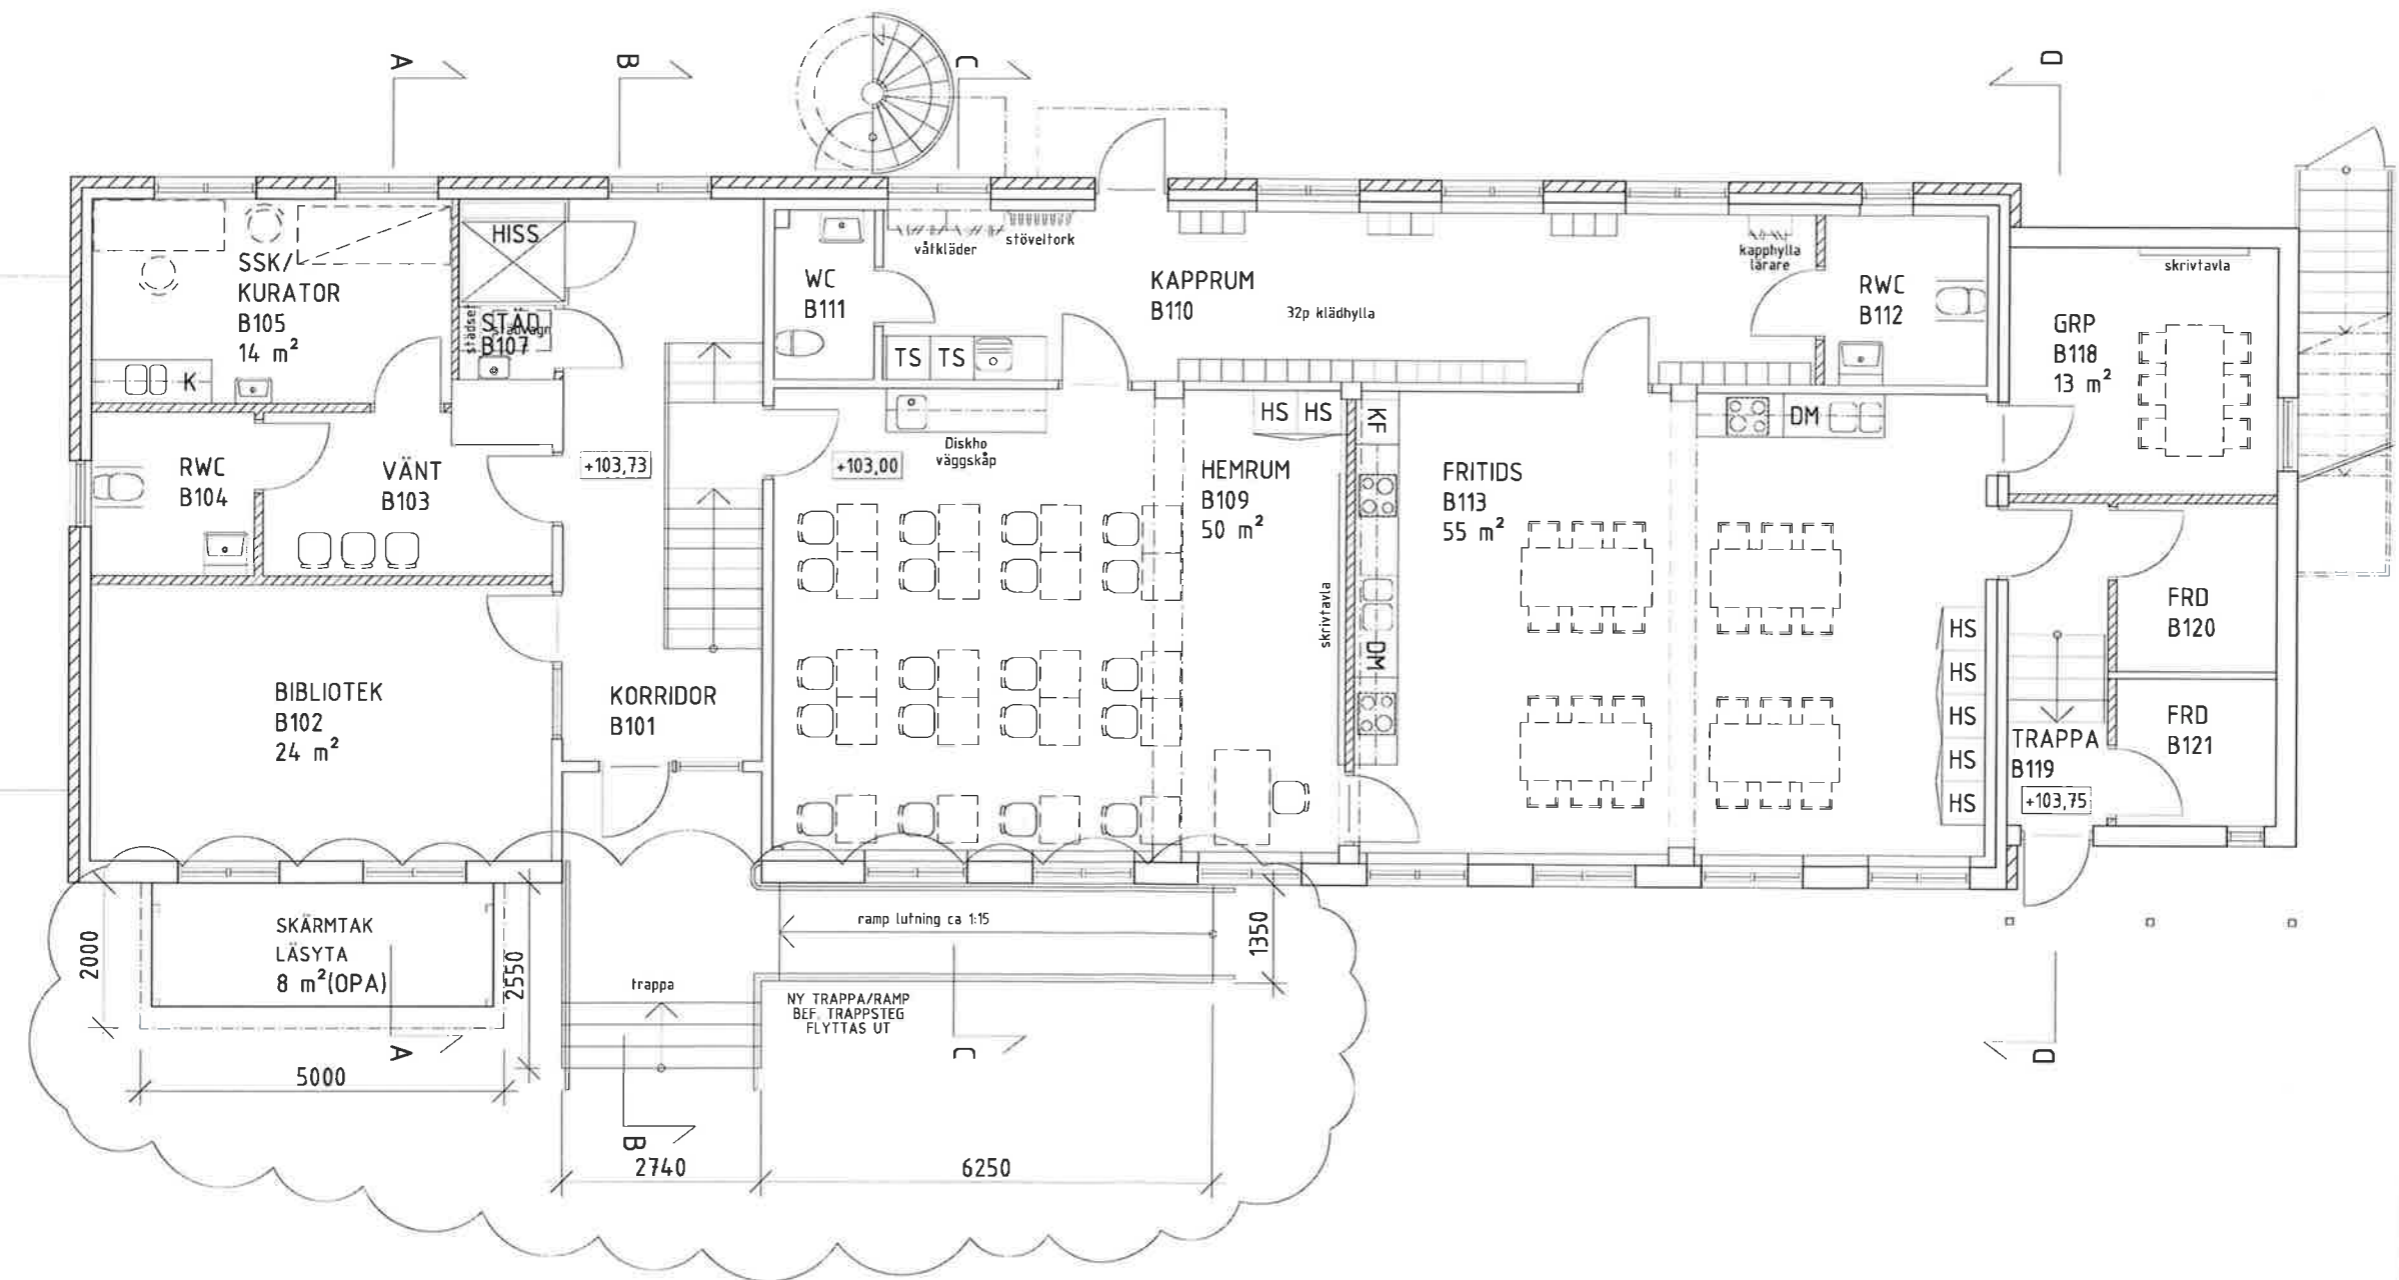 A
B
C
D
HISS
SSK/
KURATOR
B105
14 m²
K
städset
STÄD
städvagn
B107
WC
B111
våtkläder
stöveltork
TS TS
KAPPRUM
B110
32p klädhylla
kapphylla
lärare
RWC
B112
skrivtavla
GRP
B118
13 m²
RWC
B104
VÄNT
B103
+103,73
+103,00
Diskho
väggskåp
HS HS
HEMRUM
B109
50 m²
skrivtavla
KF
DM
FRITIDS
B113
55 m²
DM
HS
HS
HS
HS
HS
FRD
B120
FRD
B121
TRAPPA
B119
+103,75
BIBLIOTEK
B102
24 m²
KORRIDOR
B101
SKÄRMTAK
LÄSYTA
8 m²(OPA)
2000
2550
5000
trappa
ramp lutning ca 1:15
1350
NY TRAPPA/RAMP
BEF. TRAPPSTEG
FLYTTAS UT
A
B
C
D
2740
6250